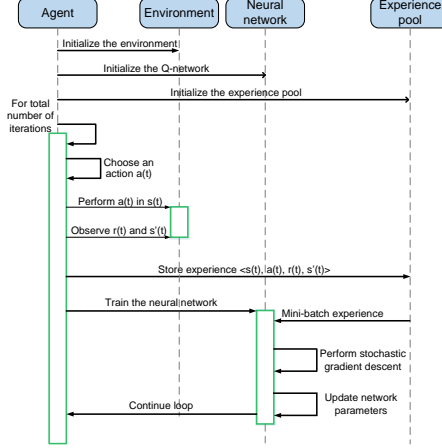 Agent
Environment
Neural
network
Experience
pool
Initialize the environment
Initialize the Q-network
Initialize the experience pool
For total
number of
iterations
Choose an
action a(t)
Perform a(t) in s(t)
Observe r(t) and s'(t)
Store experience <s(t), a(t), r(t), s'(t)>
Train the neural network
Mini-batch experience
Perform stochastic
gradient descent
Update network
parameters
Continue loop